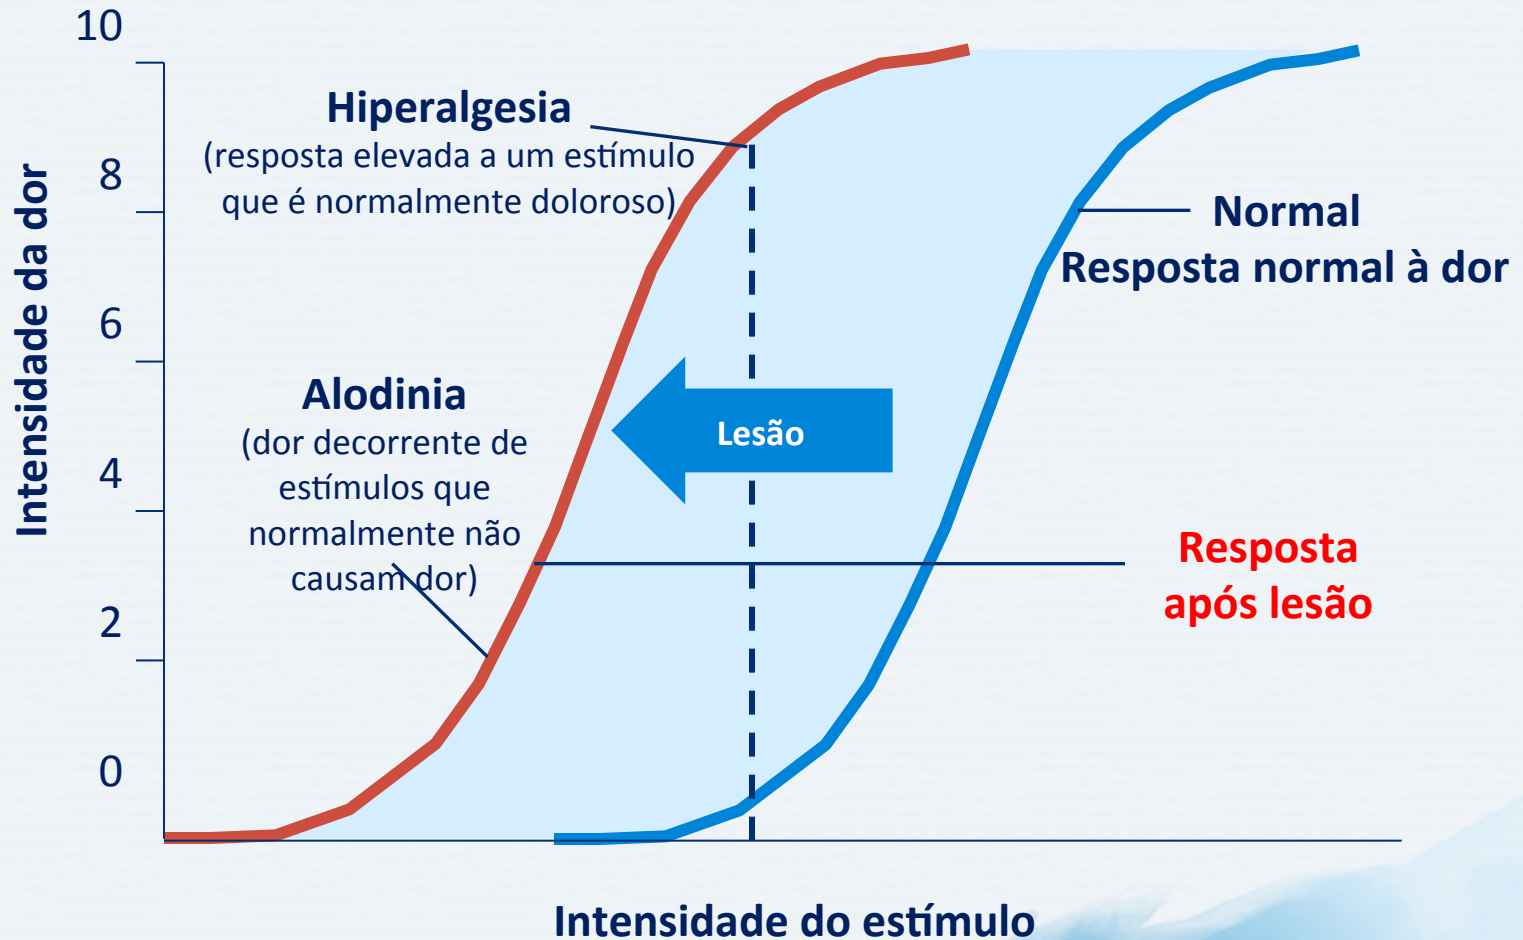 10
8
6
4
2
0
Intensidade da dor
Hiperalgesia
(resposta elevada a um estímulo
que é normalmente doloroso)
Normal
Resposta normal à dor
Alodinia
(dor decorrente de
estímulos que
normalmente não
causam dor)
Lesão
Resposta
após lesão
Intensidade do estímulo